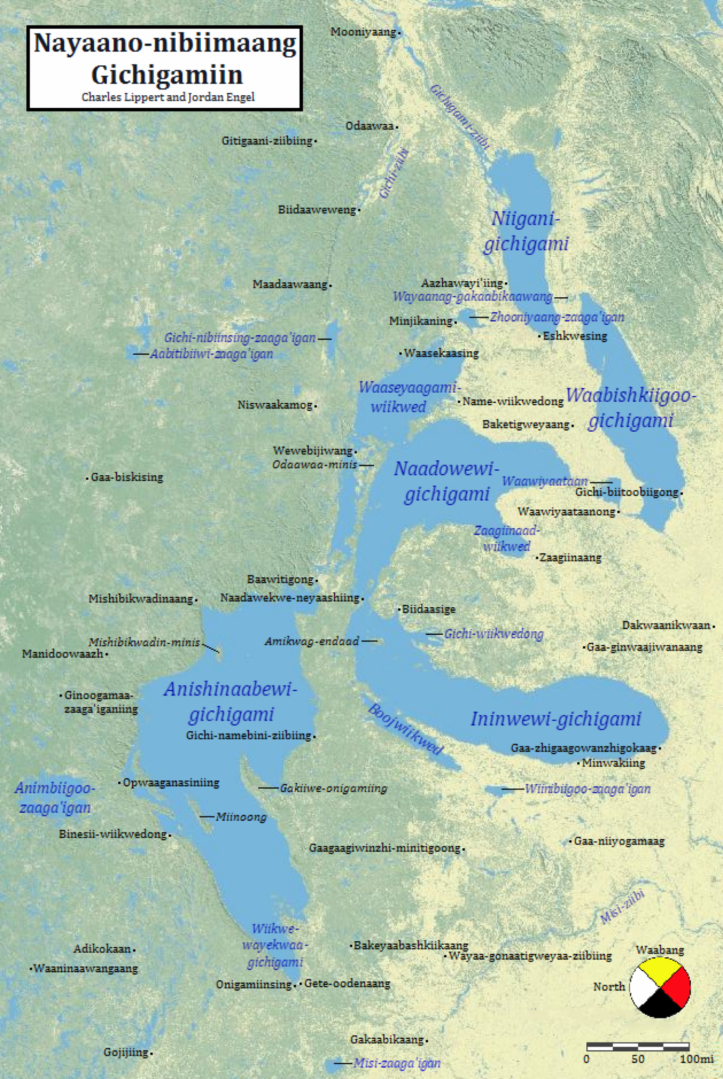 Nayaano-nibiimaang
Gichigamiin
Charles Lippert and Jordan Engel
Mooniyaang
Gichigami-ziibi
Odaawaa
Gitigaani-ziibiing
Gichi-ziibi
Biidaaweweng
Niigani-
gichigami
Maadaawaang
Aazhawayi'iing
Wayaanag-gakaabikaawang
Zhooniyaang-zaaga'igan
Minjikaning
Gichi-nibiinsing-zaaga'igan
Eshkwesing
Aabitibiiwi-zaaga'igan
Waasekaasing
Waaseyaagami-
wiikwed
Waabishkiigoo-
gichigami
Niswaakamog
Name-wiikwedong
Baketigweyaang
Wewebijiwang
Odaawaa-minis
Naadowewi-
gichigami
Gaa-biskising
Waawiyaataan
Gichi-biitoobiigong
Waawiyaataanong
Zaagiinaad-
wiikwed
Zaagiinaang
Baawitigong
Mishibikwadinaang
Naadawekwe-neyaashiing
Biidaasige
Dakwaanikwaan
Mishibikwadin-minis
Amikwag-endaad
Gichi-wiikwedong
Gaa-ginwaajiwanaang
Manidoowaazh
Ginoogamaa-
zaaga'iganiing
Anishinaabewi-
gichigami
Boojwiikwed
Ininwewi-gichigami
Gichi-namebini-ziibiing
Gaa-zhigaagowanzhigokaag
Minwakiing
Animbiigoo-
zaaga'igan
Opwaaganasiniing
Gakiiwe-onigamiing
Wiinibiigoo-zaaga'igan
Miinoong
Binesii-wiikwedong
Gaagaagiwinzhi-minitigoong
Gaa-niiyogamaag
Misi-ziibi
Wiikwe-
wayekwaa-
gichigami
Adikokaan
Bakeyaabashkiikaang
Wayaa-gonaatigweyaa-ziibiing
Waabang
Waaninaawangaang
Onigamiinsing
Gete-oodenaang
North
Gakaabikaang
Gojijiing
Misi-zaaga'igan
0 50 100mi